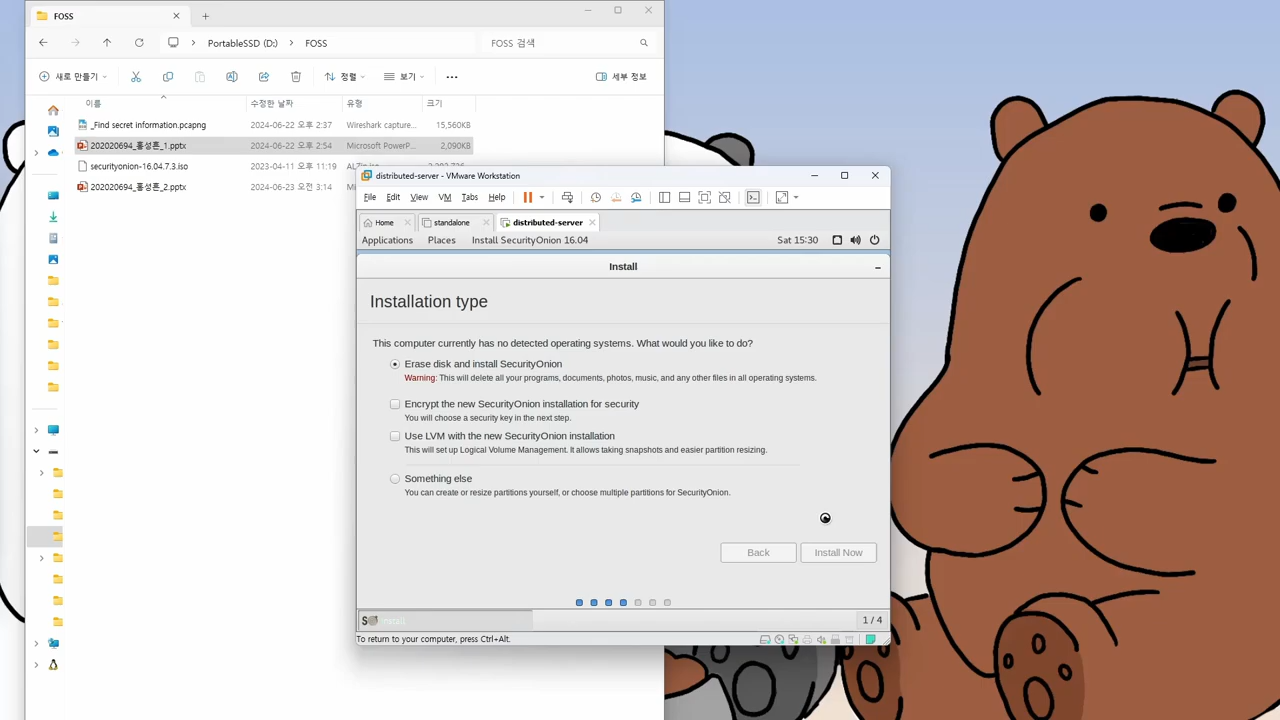 FOSS
PortableSSD (D:)
FOSS
FOSS 검색
새로 만들기
정렬
보기
세부 정보
이름
수정한 날짜
유형
크기
_Find secret information.pcapng
2024-06-22 오후 2:37
Wireshark capture...
15,560KB
202020694_홍성흔_1.pptx
2024-06-22 오후 2:54
Microsoft PowerP...
2,090KB
securityonion-16.04.7.3.iso
2023-04-11 오후 11:19
202020694_홍성흔_2.pptx
2024-06-23 오전 3:14
distributed-server - VMware Workstation
File Edit View VM Tabs Help
Home
standalone
distributed-server
Applications Places Install SecurityOnion 16.04
Sat 15:30
Install
Installation type
This computer currently has no detected operating systems. What would you like to do?
Erase disk and install SecurityOnion
Warning: This will delete all your programs, documents, photos, music, and any other files in all operating systems.
Encrypt the new SecurityOnion installation for security
You will choose a security key in the next step.
Use LVM with the new SecurityOnion installation
This will set up Logical Volume Management. It allows taking snapshots and easier partition resizing.
Something else
You can create or resize partitions yourself, or choose multiple partitions for SecurityOnion.
Back
Install Now
Install
1 / 4
To return to your computer, press Ctrl+Alt.